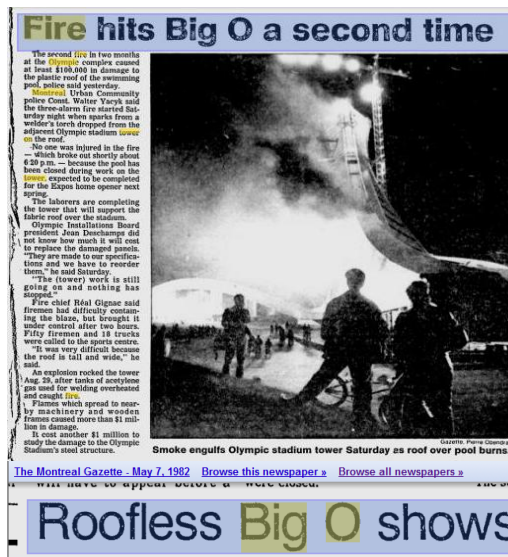 Fire hits Big O a second time
The second fire in two months
at the Olympic complex caused
at least $100,000 in damage to
the plastic roof of the swimming
pool, police said yesterday.
Montreal Urban Community
police Const. Walter Yacyk said
the three-alarm fire started Sat-
urday night when sparks from a
welder's torch dropped from the
adjacent Olympic stadium tower
on the roof.
No one was injured in the fire
— which broke out shortly about
6:20 p.m. — because the pool has
been closed during work on the
tower, expected to be completed
for the Expos home opener next
spring.
The laborers are completing
the tower that will support the
fabric roof over the stadium.
Olympic Installations Board
president Jean Deschamps did
not know how much it will cost
to replace the damaged panels.
"They are made to our specifica-
tions and we have to reorder
them," he said Saturday.
"The (tower) work is still
going on and nothing has
stopped."
Fire chief Réal Gignac said
firemen had difficulty contain-
ing the blaze, but brought it
under control after two hours.
Fifty firemen and 18 trucks
were called to the sports centre.
"It was very difficult because
the roof is tall and wide," he
said.
An explosion rocked the tower
Aug. 29, after tanks of acetylene
gas used for welding overheated
and caught fire.
Flames which spread to near-
by machinery and wooden
frames caused more than $1 mil-
lion in damage.
It cost another $1 million to
study the damage to the Olympic
Stadium's steel structure.
Gazette, Pierre Obendra
Smoke engulfs Olympic stadium tower Saturday as roof over pool burns
The Montreal Gazette - May 7, 1982 Browse this newspaper » Browse all newspapers »
will have to appear before a were closed.
Roofless Big O shows